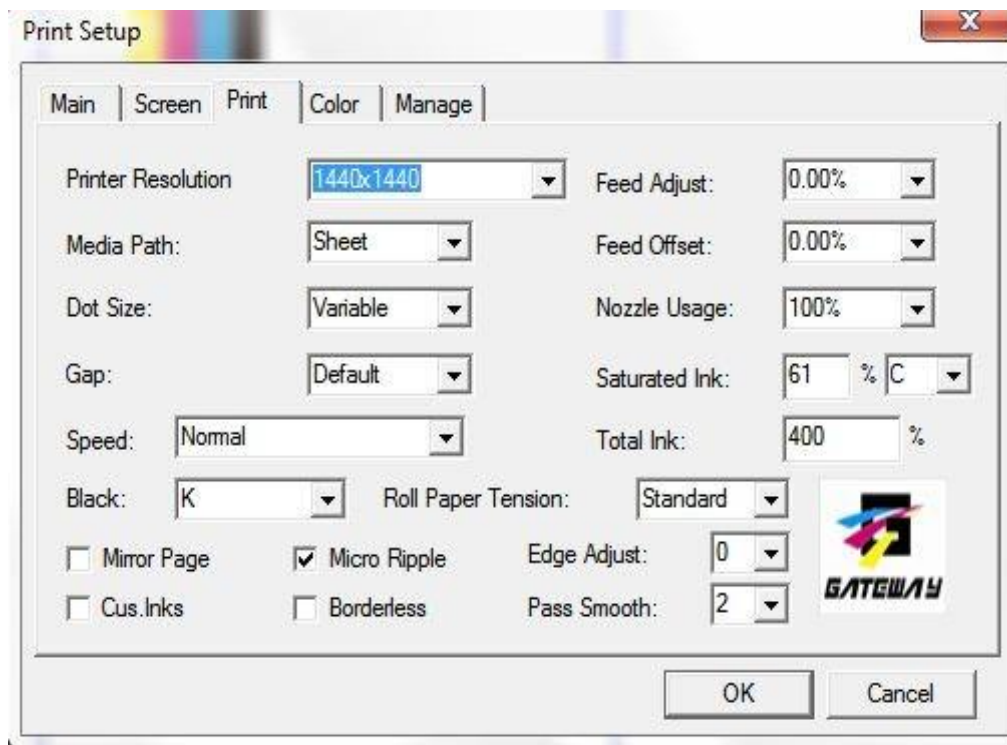 Print Setup
X
Main Screen Print Color Manage
Printer Resolution 1440x1440 Feed Adjust: 0.00%
Media Path: Sheet Feed Offset: 0.00%
Dot Size: Variable Nozzle Usage: 100%
Gap: Default Saturated Ink: 61 % C
Speed: Normal Total Ink: 400 %
Black: K Roll Paper Tension: Standard
Mirror Page Micro Ripple Edge Adjust: 0
Cus.Inks Borderless Pass Smooth: 2
GATEWAY
OK Cancel